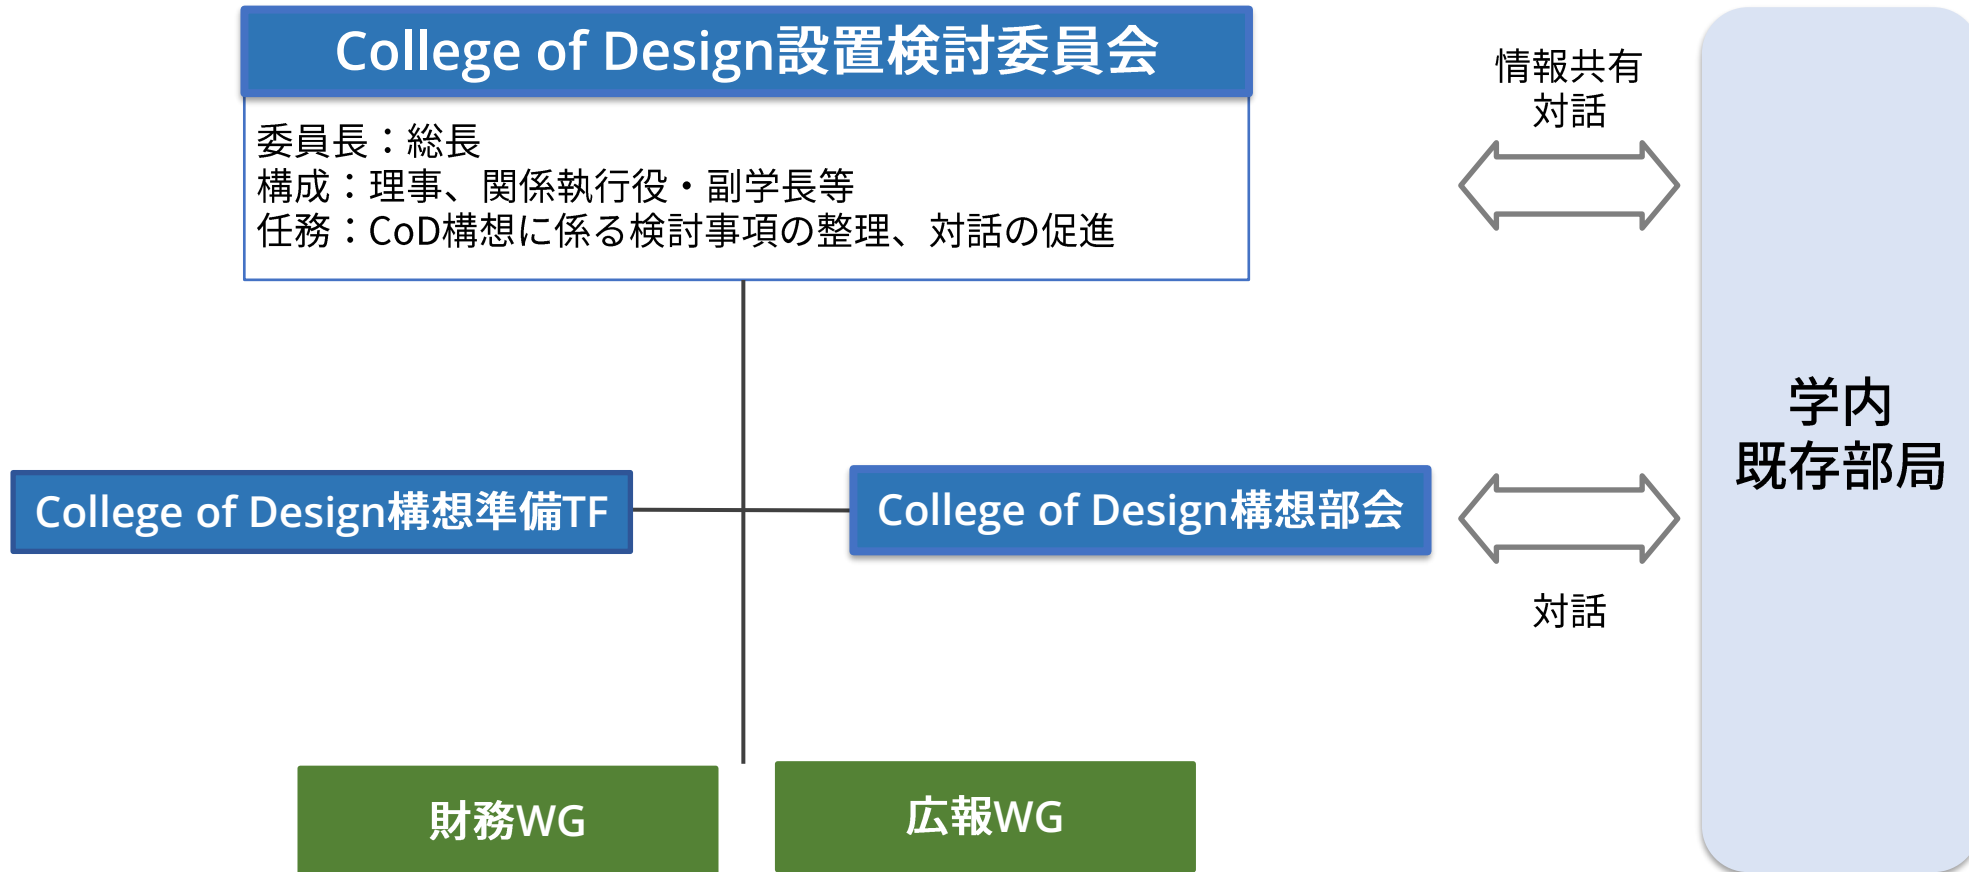 College of Design設置検討委員会
委員長：総長
構成：理事、関係執行役・副学長等
任務：CoD構想に係る検討事項の整理、対話の促進
情報共有
対話
学内
既存部局
College of Design構想準備TF
College of Design構想部会
対話
財務WG
広報WG